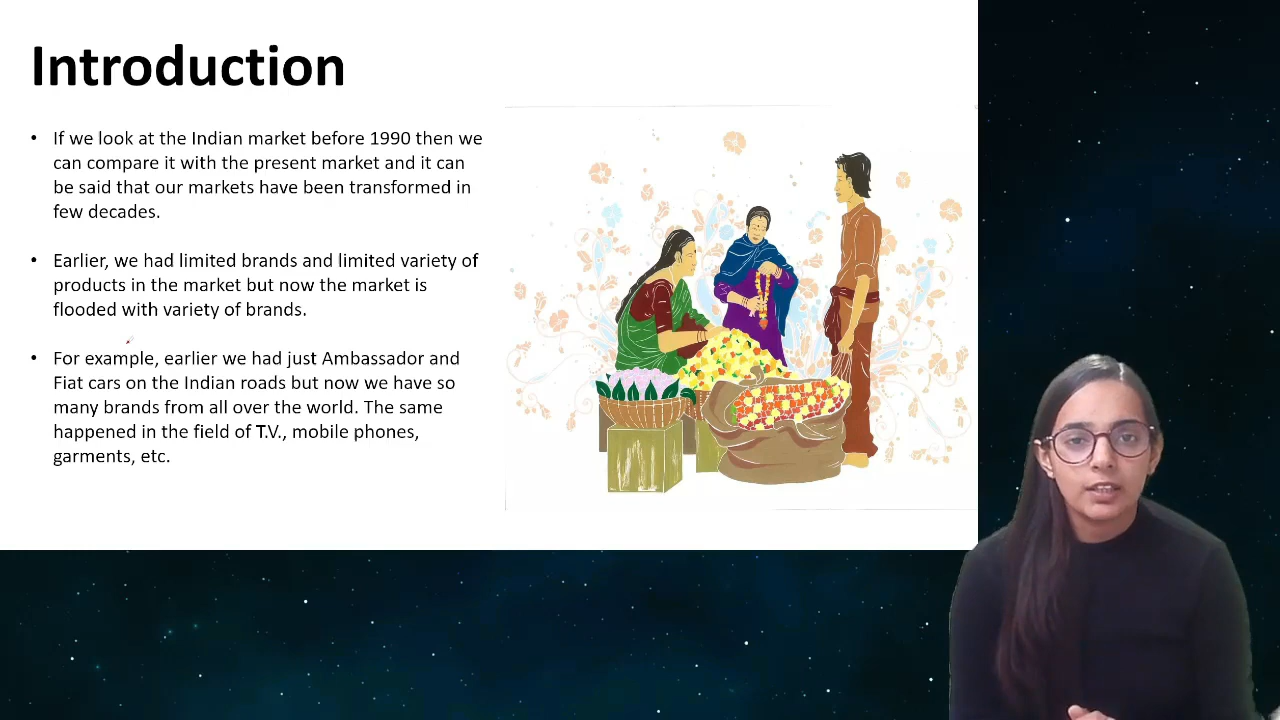 Introduction
• If we look at the Indian market before 1990 then we
can compare it with the present market and it can
be said that our markets have been transformed in
few decades.
• Earlier, we had limited brands and limited variety of
products in the market but now the market is
flooded with variety of brands.
• For example, earlier we had just Ambassador and
Fiat cars on the Indian roads but now we have so
many brands from all over the world. The same
happened in the field of T.V., mobile phones,
garments, etc.